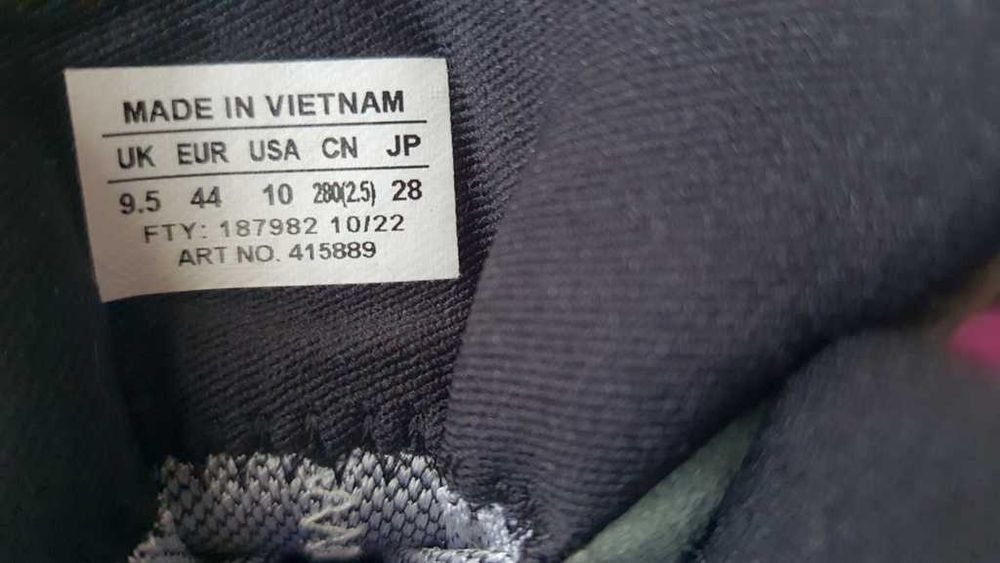 MADE IN VIETNAM
UK EUR USA CN JP
9.5 44 10 280(2.5) 28
FTY: 187982 10/22
ART NO. 415889